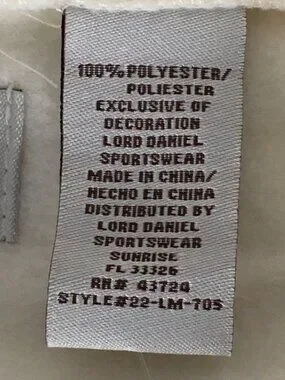 100% POLYESTER/
POLIESTER
EXCLUSIVE OF
DECORATION
LORD DANIEL
SPORTSWEAR
MADE IN CHINA/
HECHO EN CHINA
DISTRIBUTED BY
LORD DANIEL
SPORTSWEAR
SUNRISE
FL 33326
RN# 43724
STYLE#22-LM-705